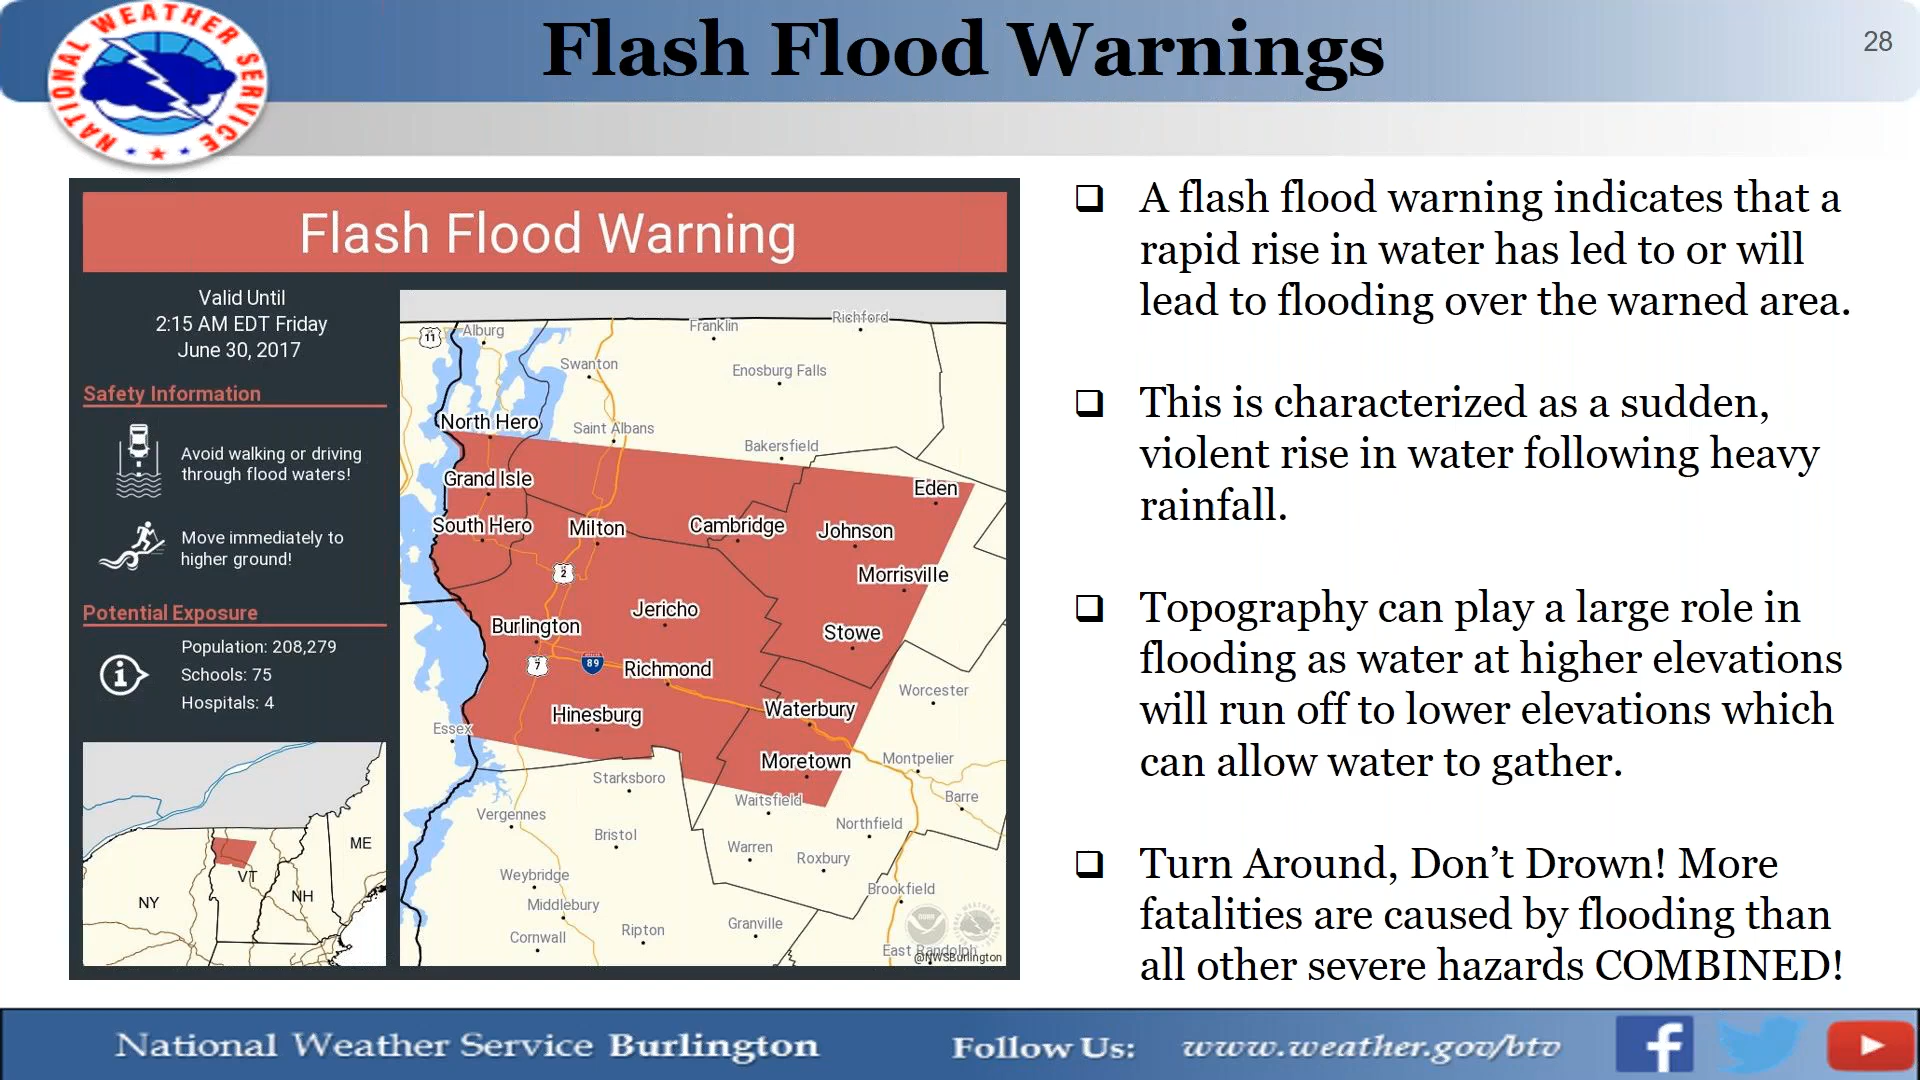 Flash Flood Warnings
28
NATIONAL WEATHER SERVICE
Flash Flood Warning
Valid Until
2:15 AM EDT Friday
June 30, 2017
Safety Information
Avoid walking or driving
through flood waters!
Move immediately to
higher ground!
Potential Exposure
Population: 208,279
Schools: 75
Hospitals: 4
NY
VT
NH
ME
11
Alburg
Franklin
Richford
Swanton
Enosburg Falls
North Hero
Saint Albans
Bakersfield
Grand Isle
Eden
South Hero
Milton
Cambridge
Johnson
2
Morrisville
Jericho
Burlington
Stowe
7
89
Richmond
Worcester
Hinesburg
Waterbury
Essex
Moretown
Montpelier
Starksboro
Waitsfield
Barre
Vergennes
Northfield
Bristol
Warren
Roxbury
Weybridge
Brookfield
Middlebury
Granville
Ripton
Cornwall
East Randolph
@NWSBurlington
❑ A flash flood warning indicates that a
rapid rise in water has led to or will
lead to flooding over the warned area.
❑ This is characterized as a sudden,
violent rise in water following heavy
rainfall.
❑ Topography can play a large role in
flooding as water at higher elevations
will run off to lower elevations which
can allow water to gather.
❑ Turn Around, Don’t Drown! More
fatalities are caused by flooding than
all other severe hazards COMBINED!
National Weather Service Burlington
Follow Us:
www.weather.gov/btv